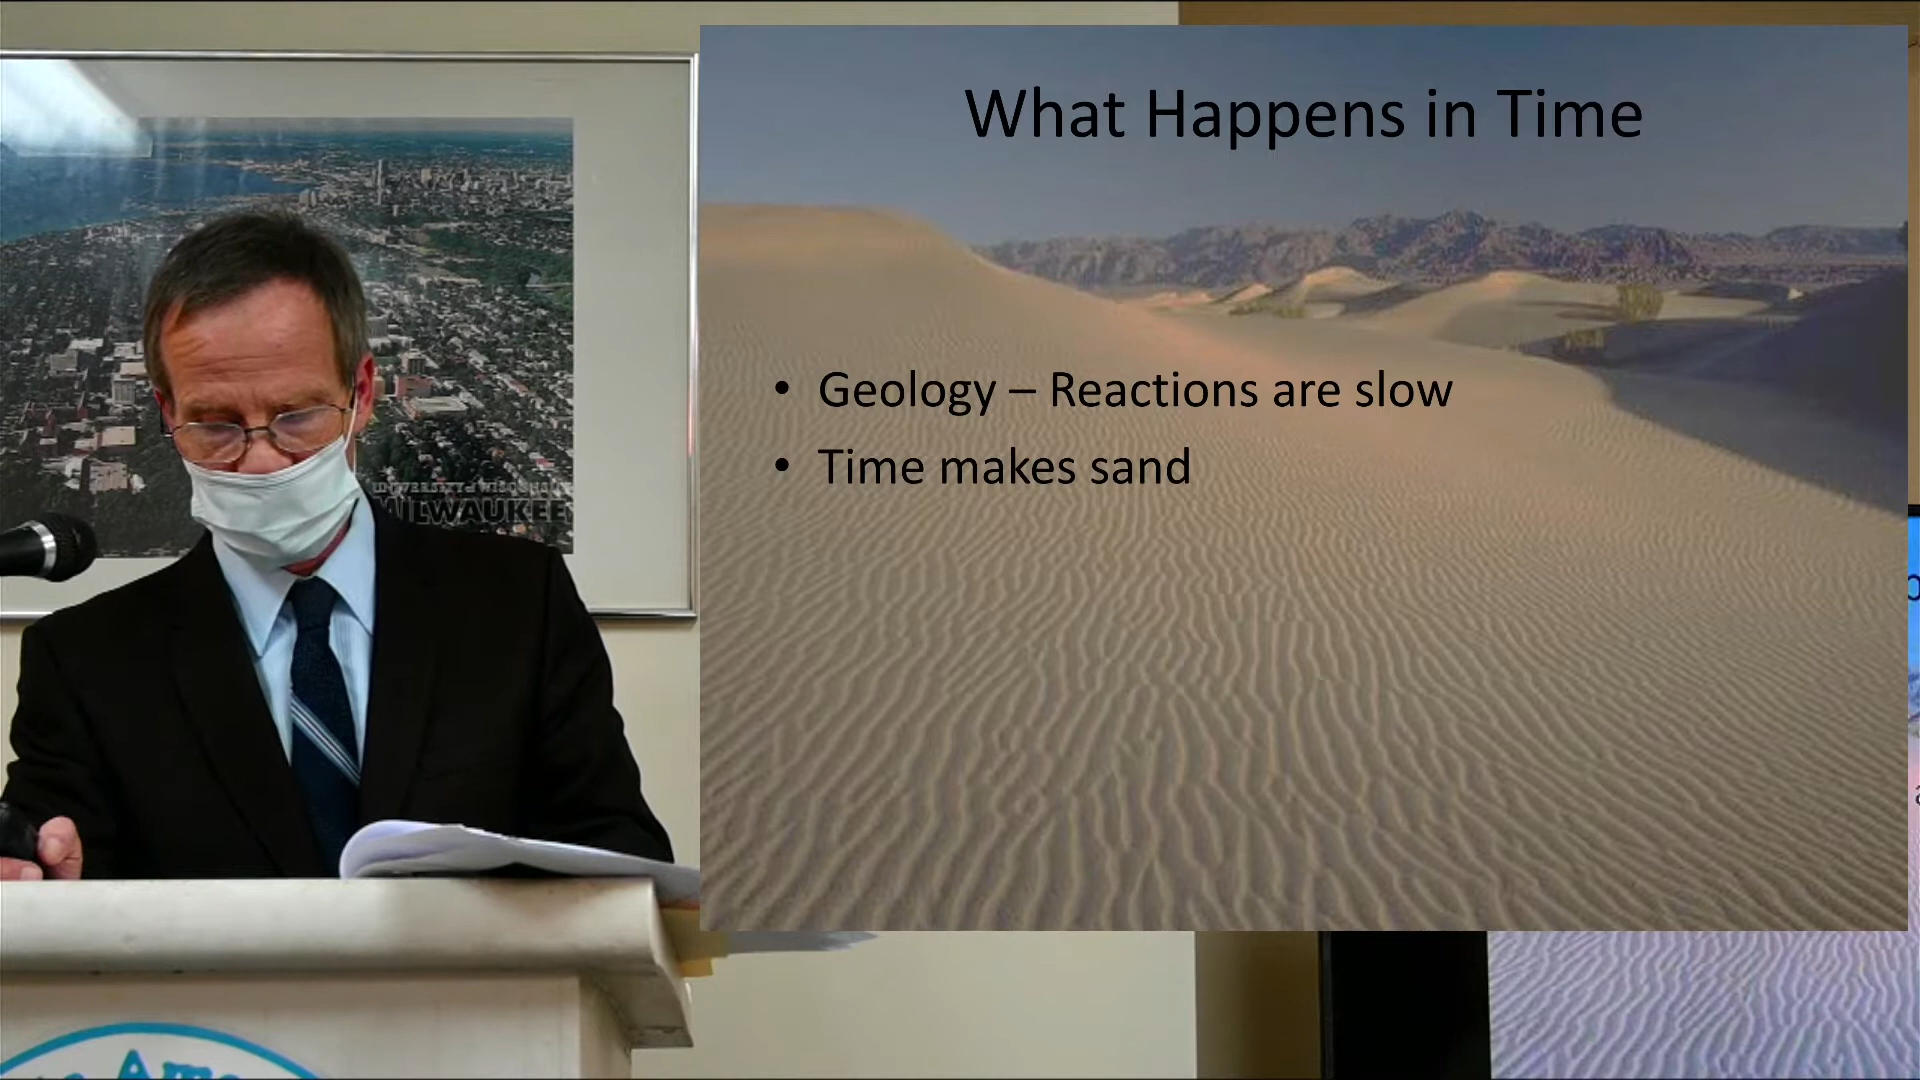 What Happens in Time
• Geology – Reactions are slow
• Time makes sand
UNIVERSITY of WISCONSIN
MILWAUKEE